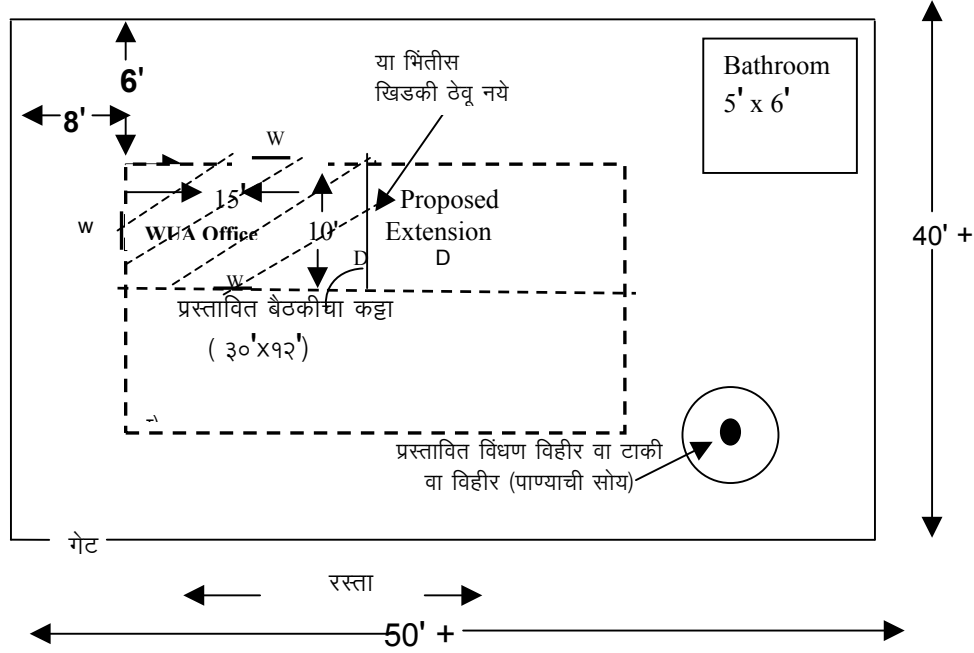 या भिंतीस
खिडकी ठेवू नये
Bathroom
5' x 6'
6'
8'
W
15'
Proposed
W
WUA Office
10'
Extension
40' +
D
D
W
प्रस्तावित बैठकीचा कट्टा
( ३०'x१२')
प्रस्तावित विंधण विहीर वा टाकी
वा विहीर (पाण्याची सोय)
गेट
रस्ता
50' +